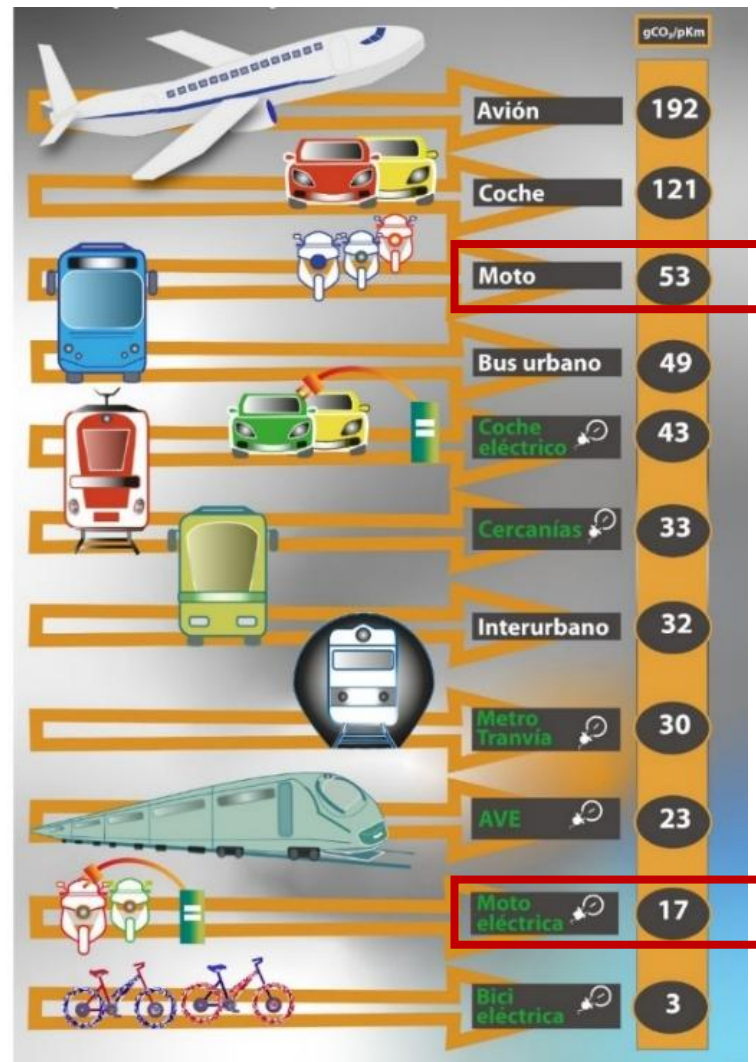 gCO₂/pKm
Avión 192
Coche 121
Moto 53
Bus urbano 49
Coche
eléctrico 43
Cercanías 33
Interurbano 32
Metro
Tranvía 30
AVE 23
Moto
eléctrica 17
Bici
eléctrica 3